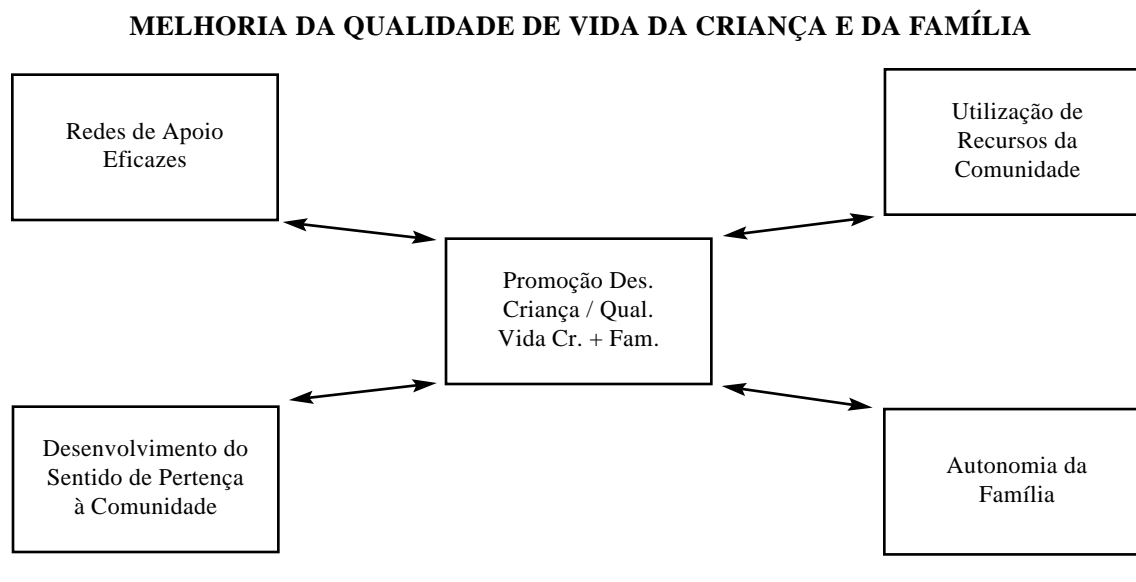 MELHORIA DA QUALIDADE DE VIDA DA CRIANÇA E DA FAMÍLIA
Redes de Apoio
Eficazes
Utilização de
Recursos da
Comunidade
Promoção Des.
Criança / Qual.
Vida Cr. + Fam.
Desenvolvimento do
Sentido de Pertença
à Comunidade
Autonomia da
Família